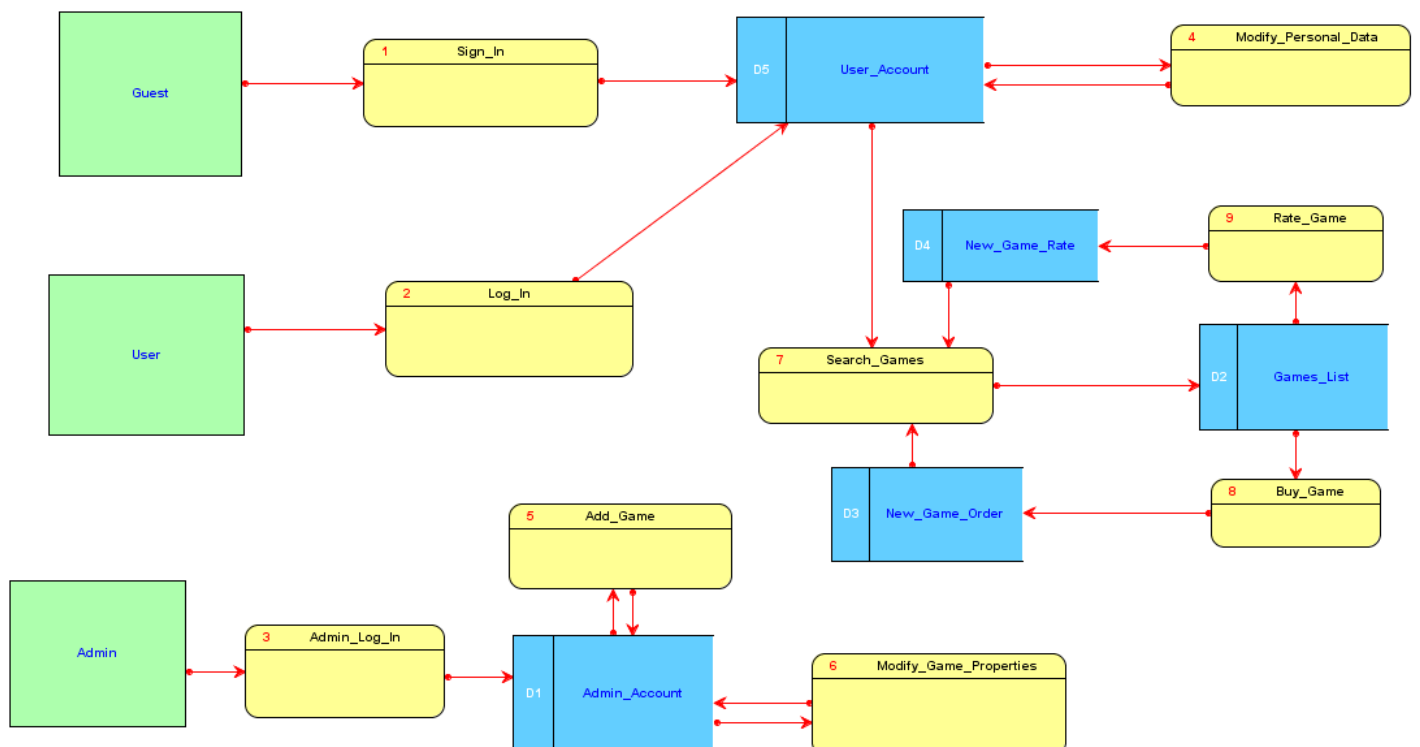 1 Sign_In
4 Modify_Personal_Data
D5 User_Account
Guest
9 Rate_Game
D4 New_Game_Rate
2 Log_In
User
7 Search_Games
D2 Games_List
8 Buy_Game
D3 New_Game_Order
5 Add_Game
3 Admin_Log_In
Admin
6 Modify_Game_Properties
D1 Admin_Account